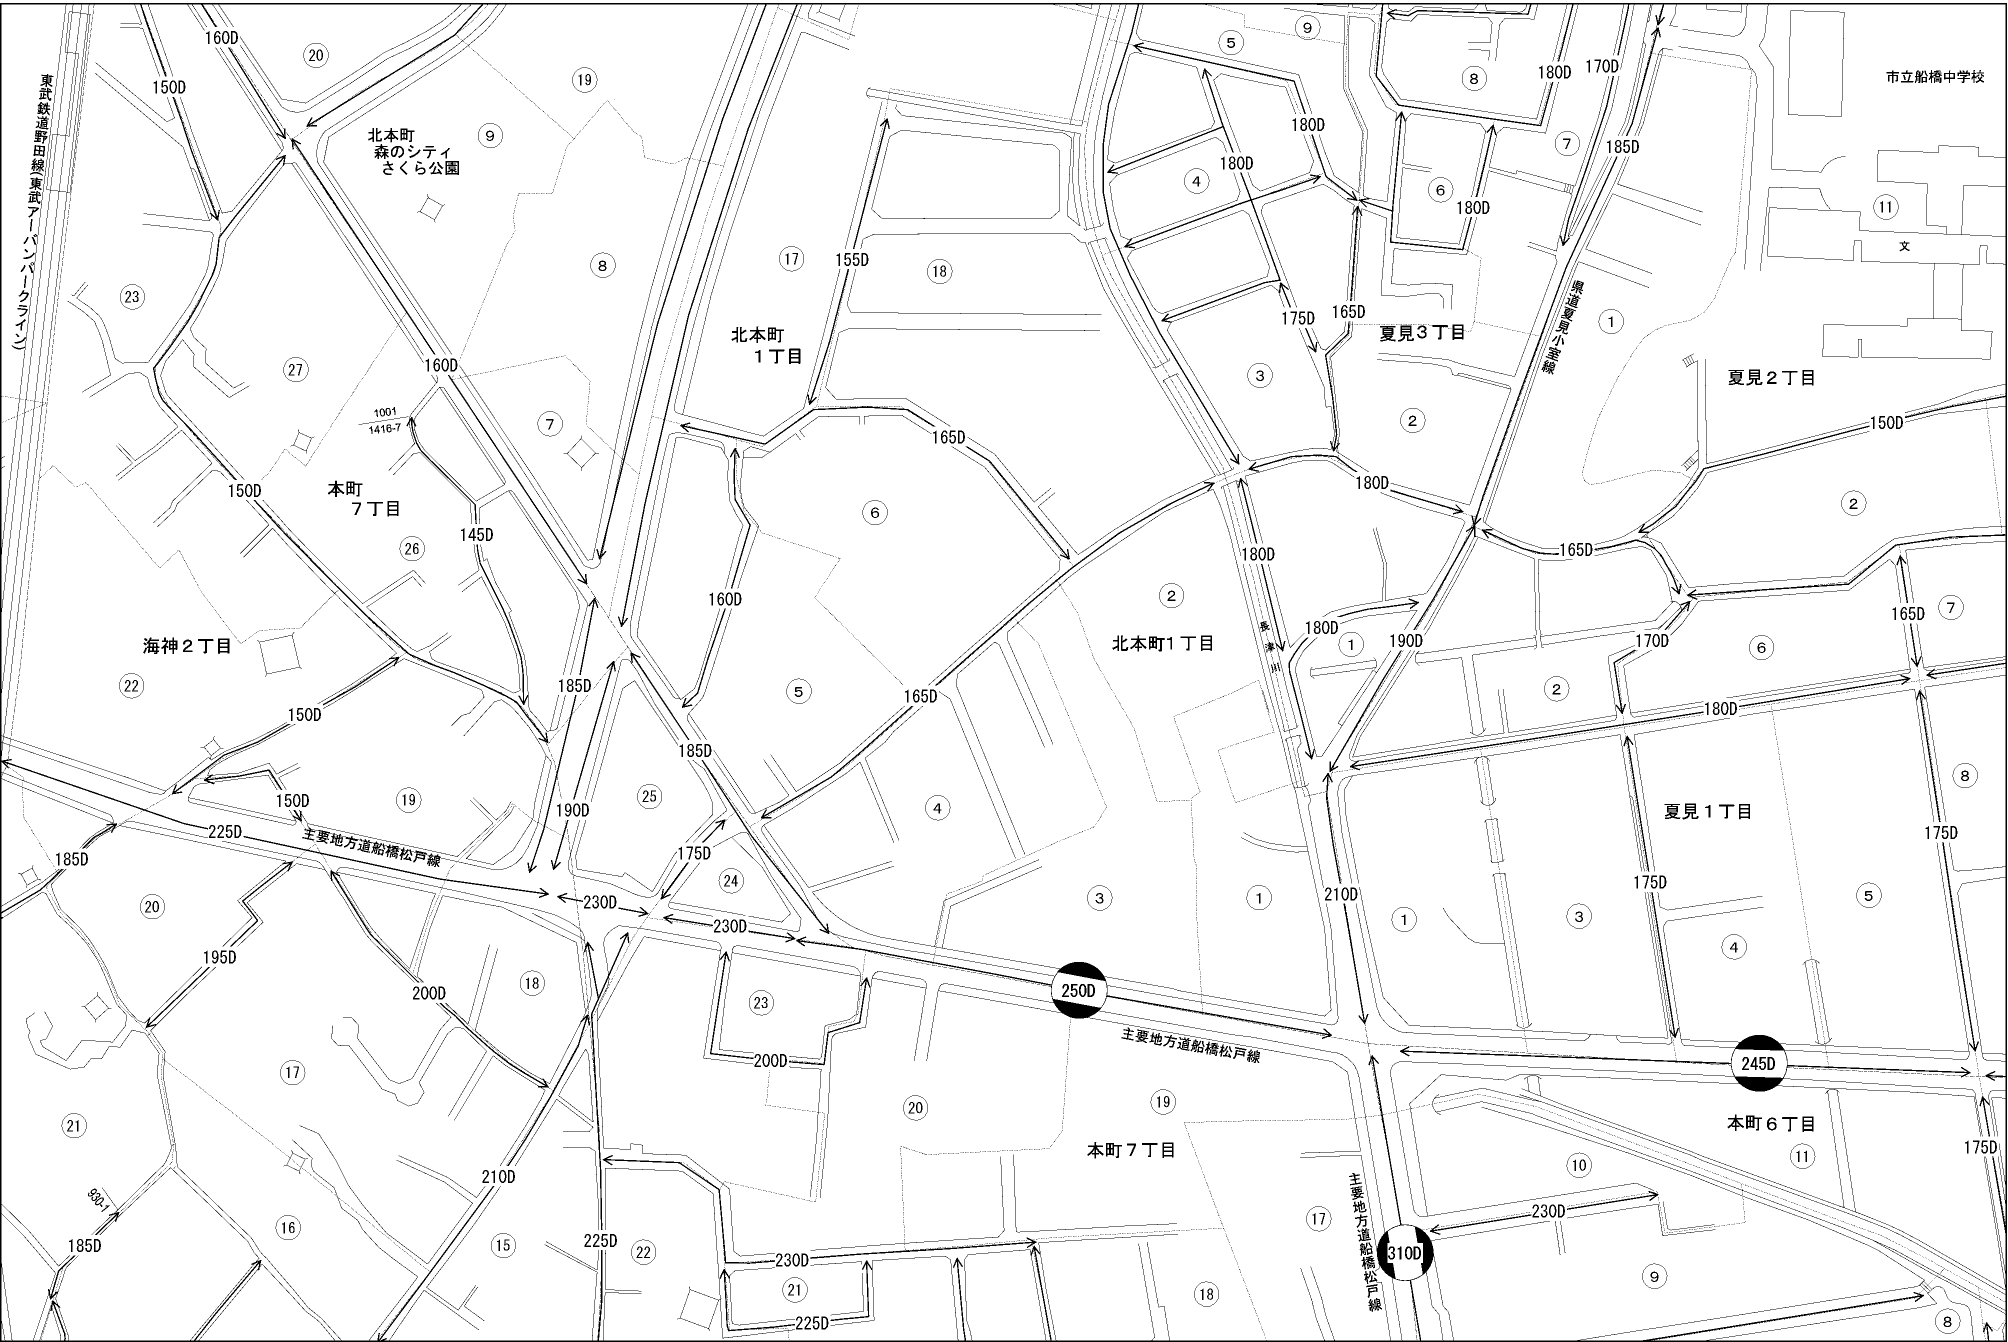 160D
150D
東武鉄道野田線(東武アーバンパークライン)
20
19
9
北本町
森のシティ
さくら公園
8
5
9
8
180D
170D
市立船橋中学校
180D
7
185D
180D
4
6
180D
11
文
17
155D
18
23
北本町
1丁目
175D
165D
夏見3丁目
県道夏見小室線
1
27
160D
3
夏見2丁目
1001
1416-7
7
2
150D
165D
150D
本町
7丁目
180D
2
6
145D
26
180D
165D
160D
2
165D
7
海神2丁目
長津川
180D
1
190D
170D
北本町1丁目
6
22
185D
5
165D
2
150D
180D
185D
8
150D
19
190D
25
4
夏見1丁目
225D
主要地方道船橋松戸線
175D
175D
185D
24
175D
210D
20
230D
3
1
1
3
5
230D
4
195D
18
200D
23
250D
主要地方道船橋松戸線
200D
245D
17
20
19
本町6丁目
21
本町7丁目
175D
11
10
210D
930-1
主要地方道船橋松戸線
17
230D
16
185D
15
225D
22
230D
310D
9
21
18
225D
8